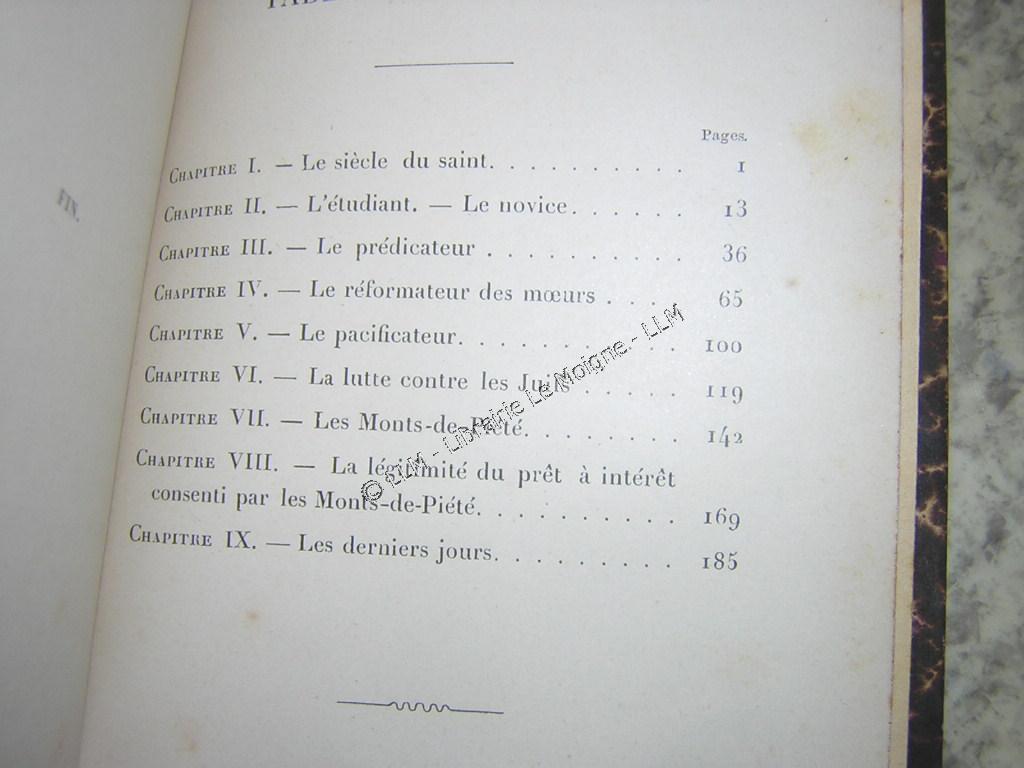 FIN.
Pages.
CHAPITRE I. — Le siècle du saint. . . . . . . . . . 1
CHAPITRE II. — L'étudiant. — Le novice. . . . . . 13
CHAPITRE III. — Le prédicateur . . . . . . . . . . 36
CHAPITRE IV. — Le réformateur des mœurs . . . . 65
CHAPITRE V. — Le pacificateur. . . . . . . . . . . 100
CHAPITRE VI. — La lutte contre les Juifs . . . . . 119
CHAPITRE VII. — Les Monts-de-Piété. . . . . . . . 142
CHAPITRE VIII. — La légitimité du prêt à intérêt
consenti par les Monts-de-Piété. . . . . . . . . . 169
CHAPITRE IX. — Les derniers jours. . . . . . . . . 185
© LLM - Librairie Le Moigne - LLM